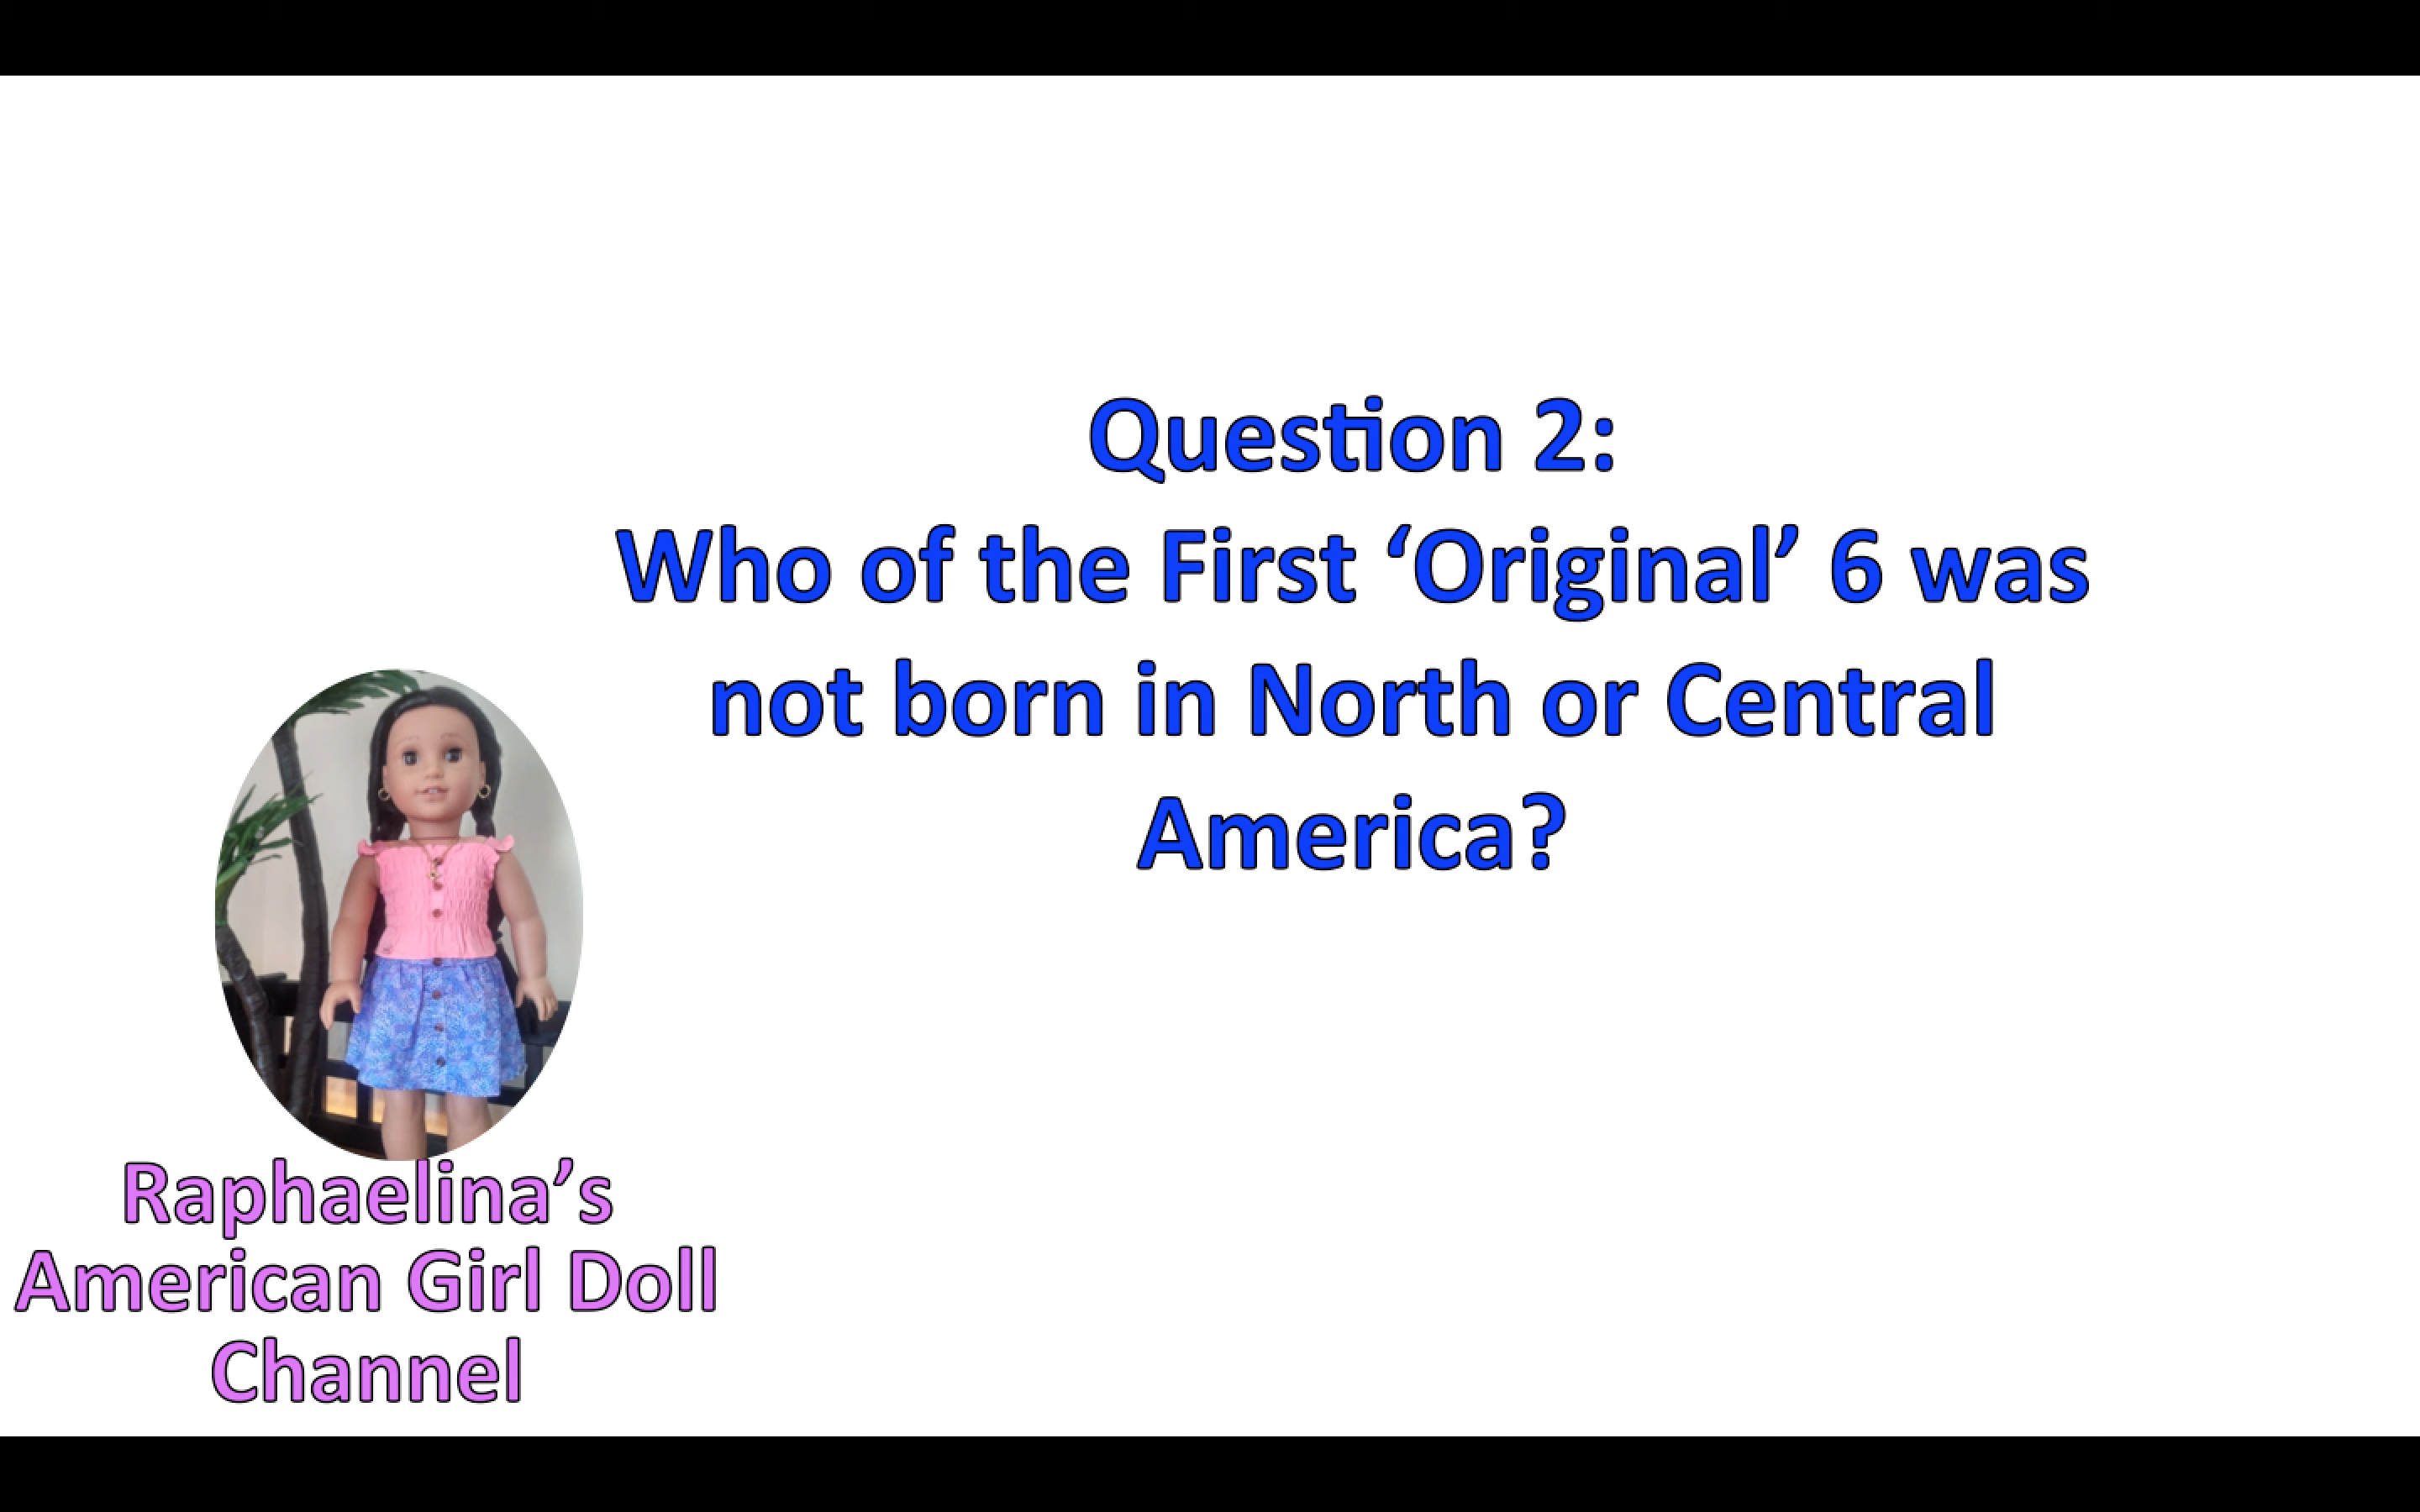 Question 2:
Who of the First ‘Original’ 6 was
not born in North or Central
America?
Raphaelina’s
American Girl Doll
Channel